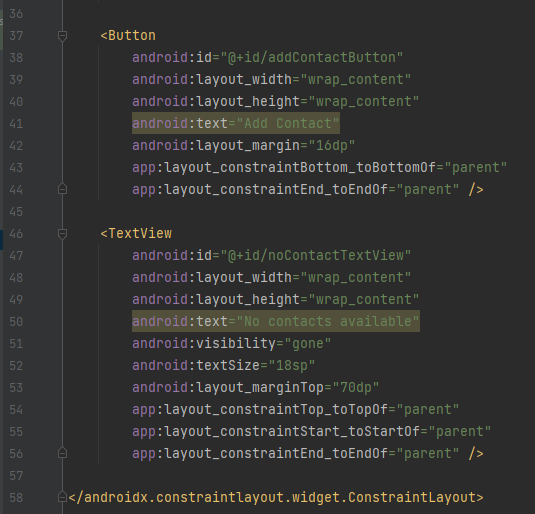 36
37 <Button
38 android:id="@+id/addContactButton"
39 android:layout_width="wrap_content"
40 android:layout_height="wrap_content"
41 android:text="Add Contact"
42 android:layout_margin="16dp"
43 app:layout_constraintBottom_toBottomOf="parent"
44 app:layout_constraintEnd_toEndOf="parent" />
45
46 <TextView
47 android:id="@+id/noContactTextView"
48 android:layout_width="wrap_content"
49 android:layout_height="wrap_content"
50 android:text="No contacts available"
51 android:visibility="gone"
52 android:textSize="18sp"
53 android:layout_marginTop="70dp"
54 app:layout_constraintTop_toTopOf="parent"
55 app:layout_constraintStart_toStartOf="parent"
56 app:layout_constraintEnd_toEndOf="parent" />
57
58 </androidx.constraintlayout.widget.ConstraintLayout>